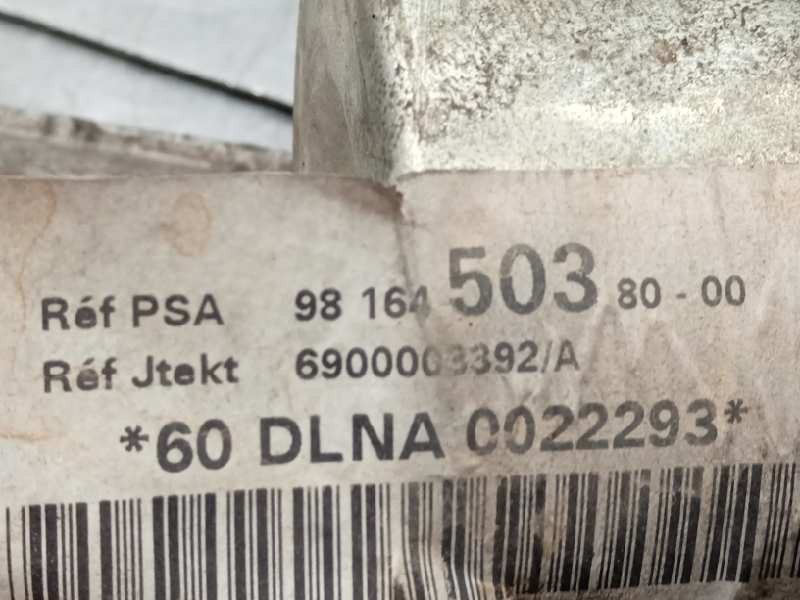 Réf PSA 98 164 503 80 - 00
Réf Jtekt 6900003392/A
*60 DLNA 0022293*